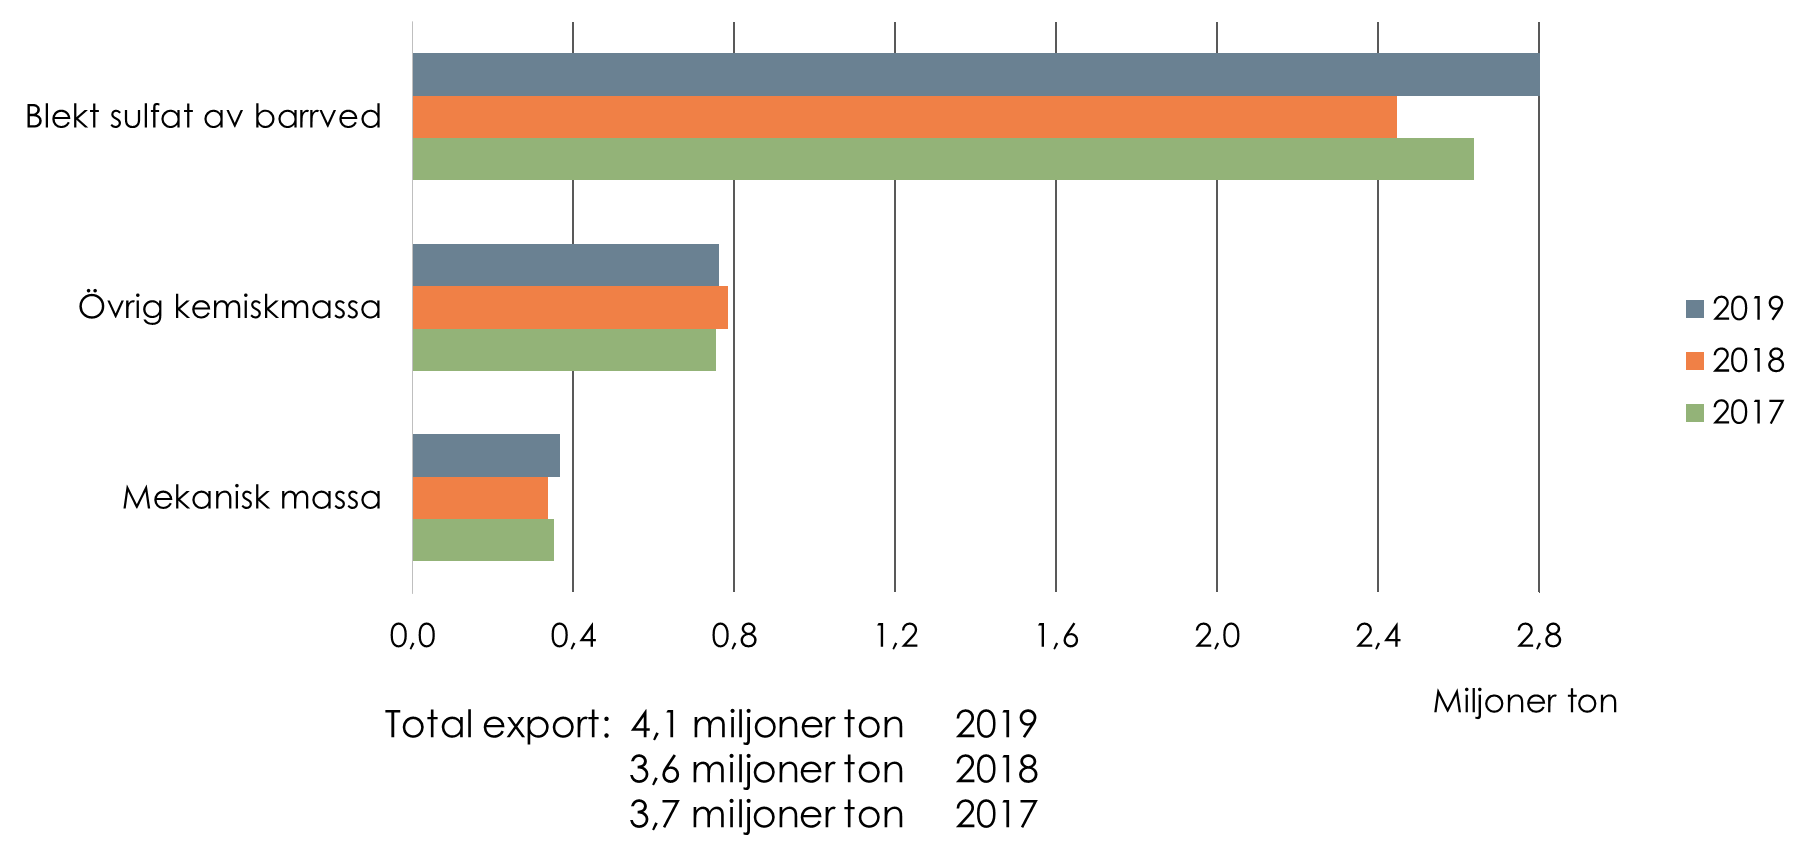 Blekt sulfat av barrved
Övrig kemiskmassa
Mekanisk massa
2019
2018
2017
0,0 0,4 0,8 1,2 1,6 2,0 2,4 2,8
Miljoner ton
Total export: 4,1 miljoner ton 2019
3,6 miljoner ton 2018
3,7 miljoner ton 2017